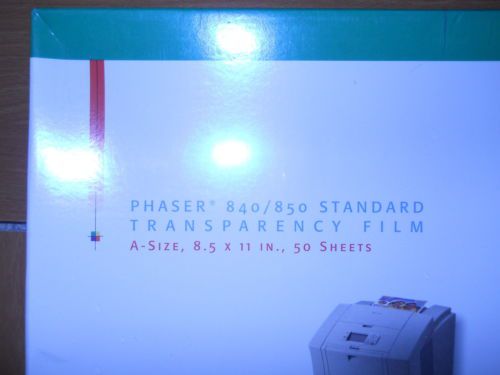 PHASER® 840/850 STANDARD
TRANSPARENCY FILM
A-SIZE, 8.5 X 11 IN., 50 SHEETS